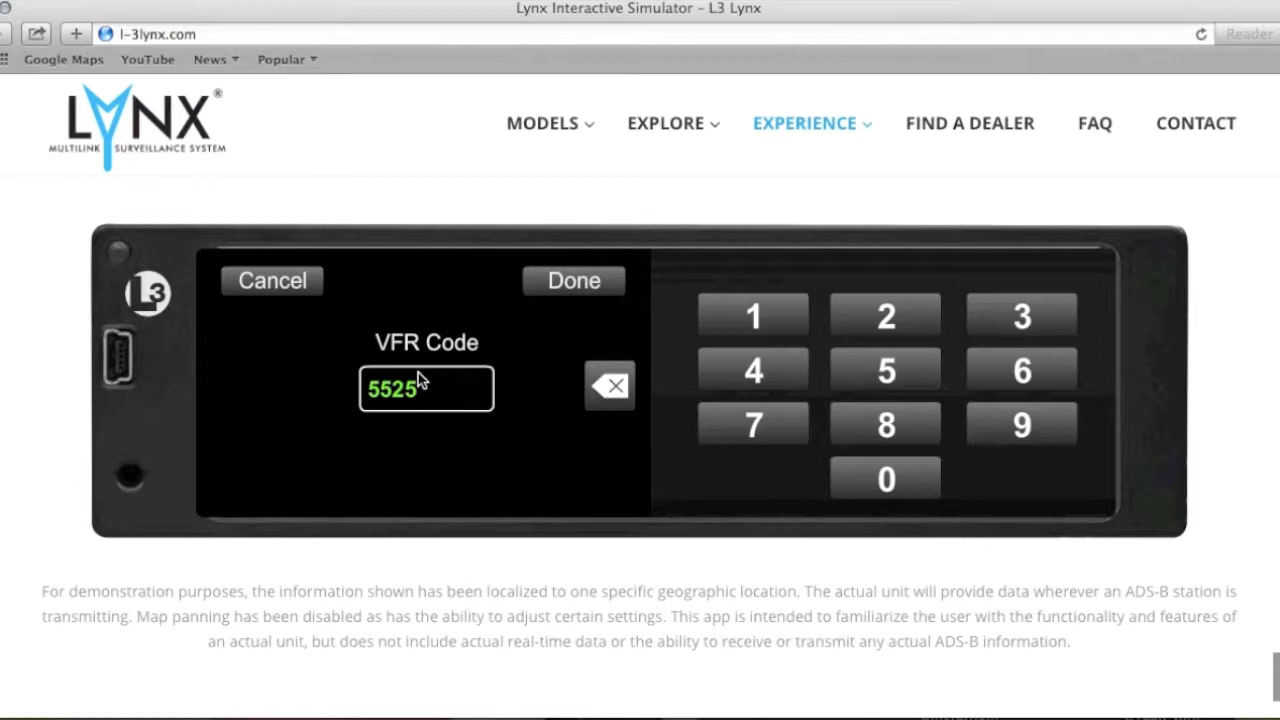 Lynx Interactive Simulator - L3 Lynx
l-3lynx.com
Reader
Google Maps YouTube News Popular
LYNX®
MULTILINK SURVEILLANCE SYSTEM
MODELS EXPLORE EXPERIENCE FIND A DEALER FAQ CONTACT
L3
Cancel Done
VFR Code
5525
1 2 3
4 5 6
7 8 9
0
For demonstration purposes, the information shown has been localized to one specific geographic location. The actual unit will provide data wherever an ADS-B station is
transmitting. Map panning has been disabled as has the ability to adjust certain settings. This app is intended to familiarize the user with the functionality and features of
an actual unit, but does not include actual real-time data or the ability to receive or transmit any actual ADS-B information.